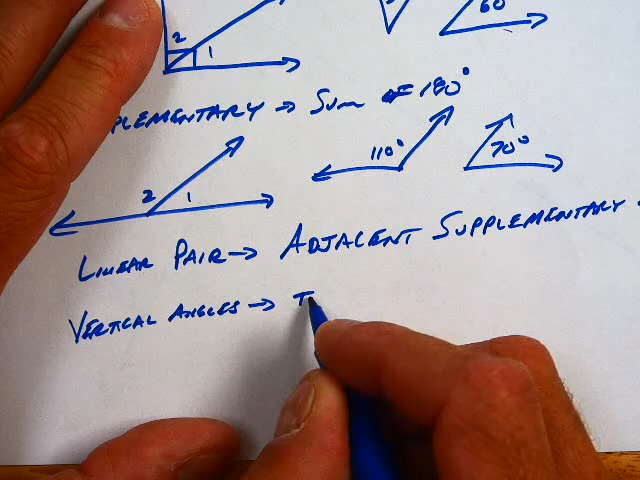 2 1 60
PLEMENTARY → SUM OF 180°
2 1 110° 70°
LINEAR PAIR → ADJACENT SUPPLEMENTARY
VERTICAL ANGLES → T